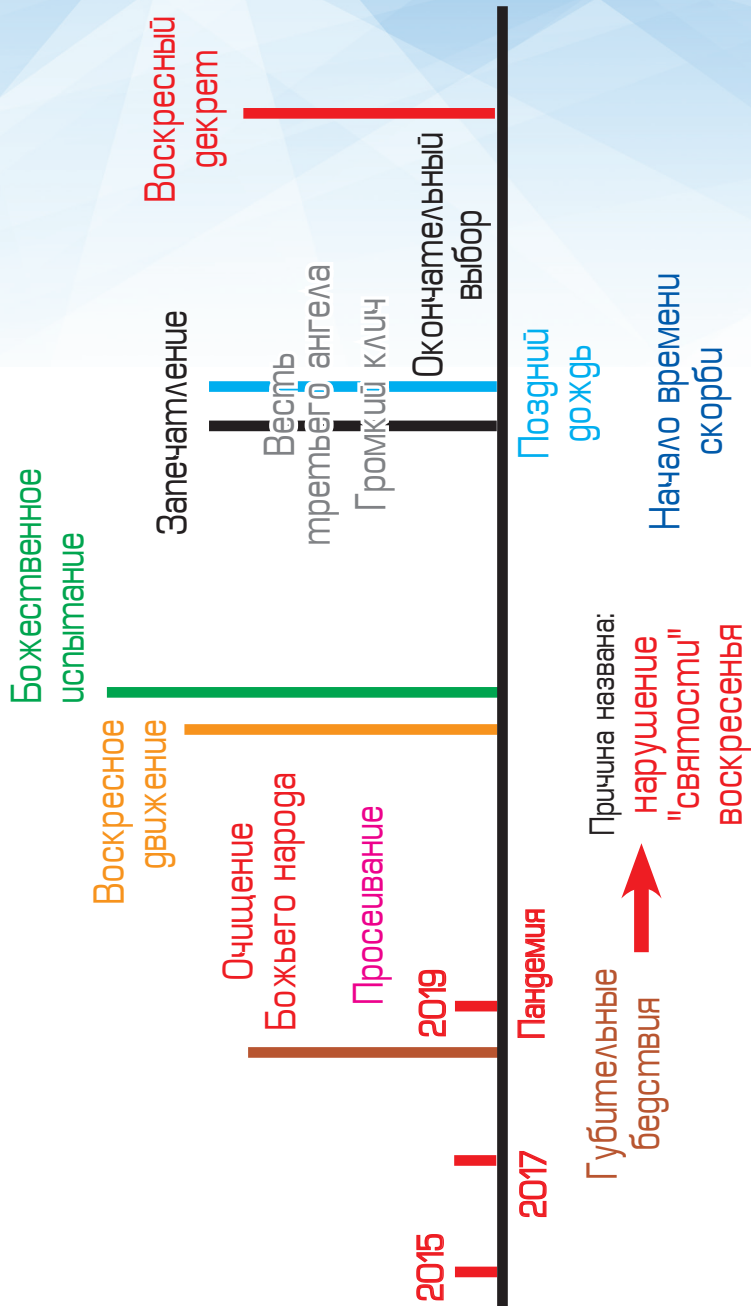 2015
2017
2019
Пандемия
Губительные
бедствия
Причина названа:
нарушение
"святости"
воскресенья
Очищение
Божьего народа
Просеивание
Воскресное
движение
Божественное
испытание
Запечатление
Весть
третьего ангела
Громкий клич
Поздний
дождь
Начало времени
скорби
Окончательный
выбор
Воскресный
декрет